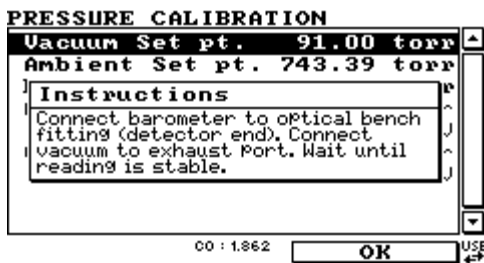 PRESSURE CALIBRATION
Vacuum Set pt. 91.00 torr
Ambient Set pt. 743.39 torr
Instructions
Connect barometer to optical bench
fitting (detector end). Connect
vacuum to exhaust port. Wait until
reading is stable.
CO : 1.862
OK
USB